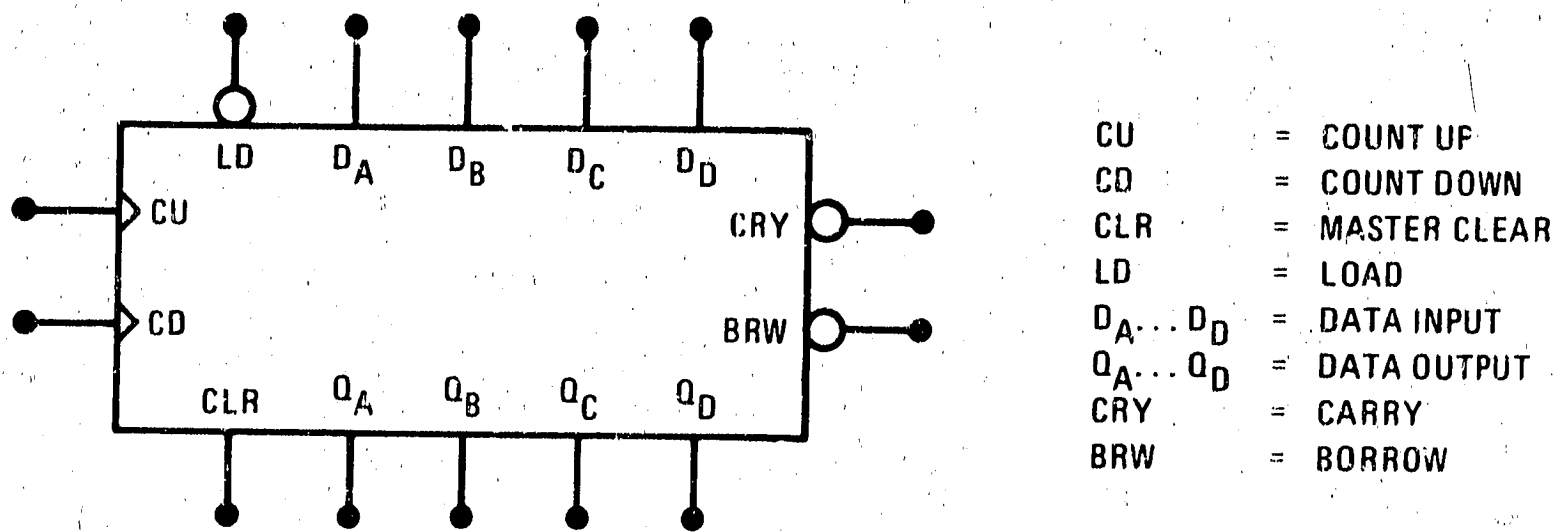 LD D_A D_B D_C D_D
CU
CRY
CD
BRW
CLR Q_A Q_B Q_C Q_D
CU = COUNT UP
CD = COUNT DOWN
CLR = MASTER CLEAR
LD = LOAD
D_A... D_D = DATA INPUT
Q_A... Q_D = DATA OUTPUT
CRY = CARRY
BRW = BORROW